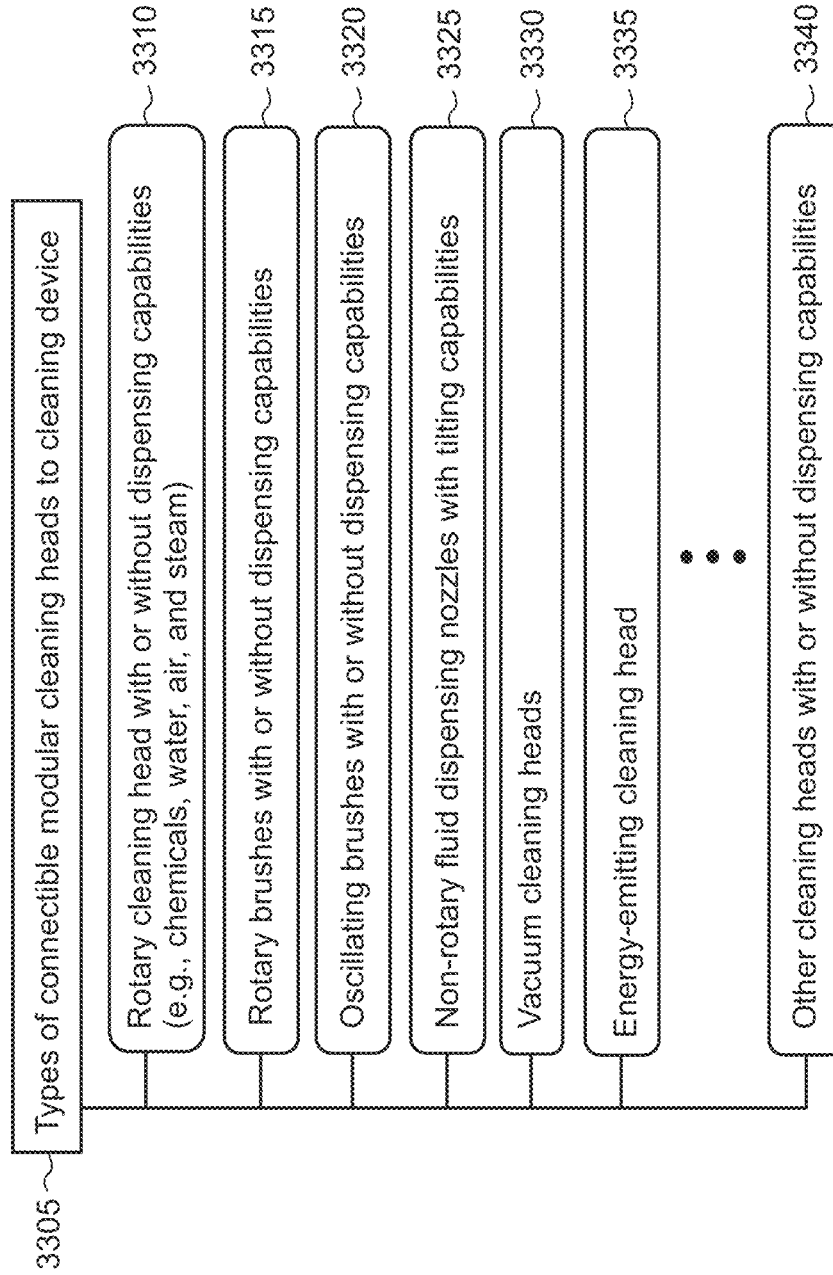 3305
Types of connectible modular cleaning heads to cleaning device
Rotary cleaning head with or without dispensing capabilities
(e.g., chemicals, water, air, and steam)
3310
Rotary brushes with or without dispensing capabilities
3315
Oscillating brushes with or without dispensing capabilities
3320
Non-rotary fluid dispensing nozzles with tilting capabilities
3325
Vacuum cleaning heads
3330
Energy-emitting cleaning head
3335
Other cleaning heads with or without dispensing capabilities
3340